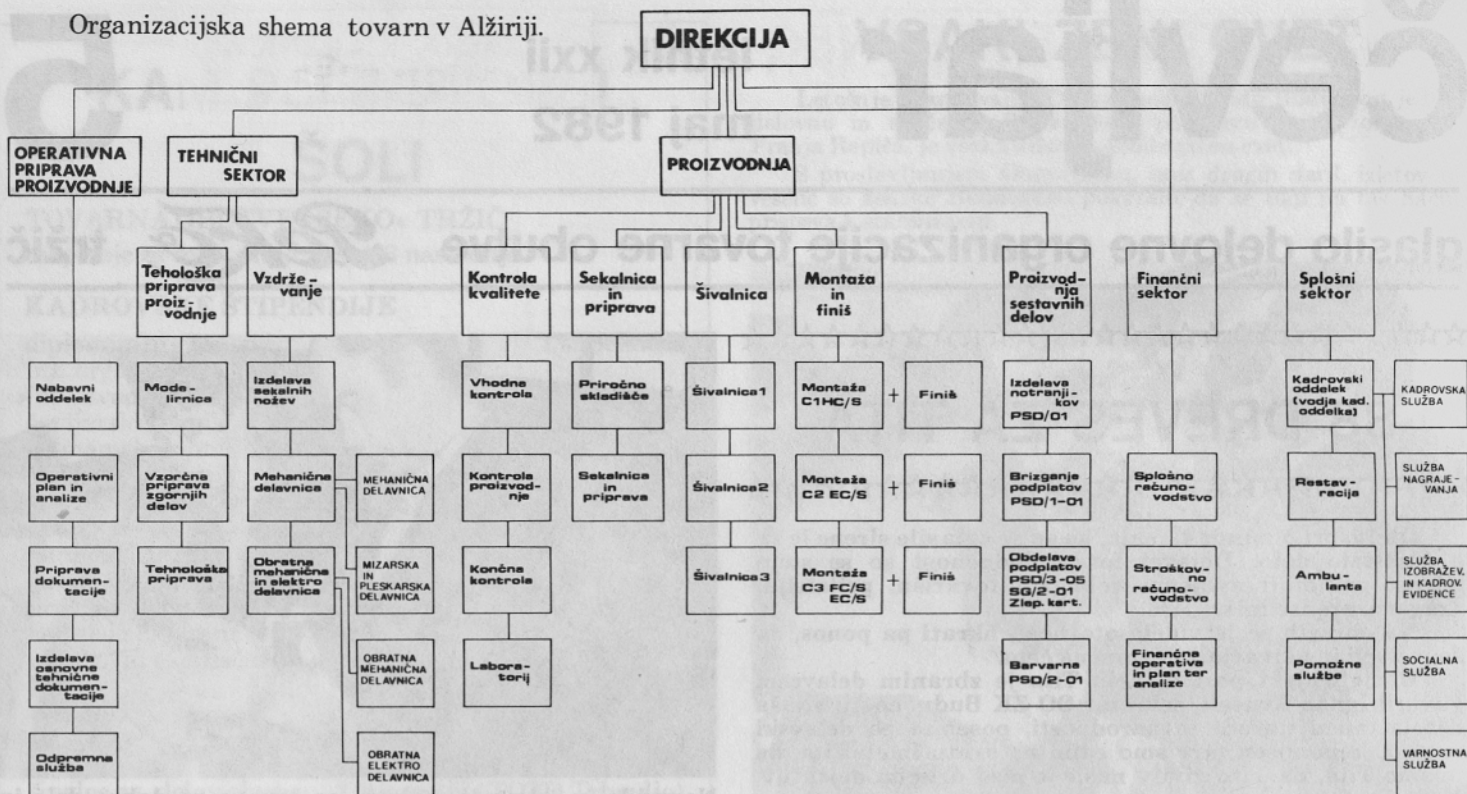 Organizacijska shema tovarn v Alžiriji.
DIREKCIJA
OPERATIVNA
PRIPRAVA
PROIZVODNJE
TEHNIČNI
SEKTOR
PROIZVODNJA
Tehološka
priprava
proiz-
vodnje
Vzdrže-
vanje
Kontrola
kvalitete
Sekalnica
in
priprava
Šivalnica
Montaža
in
finiš
Proizvod-
nja
sestavnih
delov
Finančni
sektor
Splošni
sektor
Nabavni
oddelek
Mode-
lirnica
Izdelava
sekalnih
nožev
Vhodna
kontrola
Priročno
skladišče
Šivalnica1
Montaža
C1HC/S
+
Finiš
Izdelava
notranji-
kov
PSD/01
Kadrovski
oddelek
(vodja kad.
oddelka)
KADROVSKA
SLUŽBA
Operativni
plan in
analize
Vzorčna
priprava
zgornjih
delov
Mehanična
delavnica
MEHANIČNA
DELAVNICA
Kontrola
proizvod-
nje
Sekalnica
in
priprava
Šivalnica2
Montaža
C2 EC/S
+
Finiš
Brizganje
podplatov
PSD/1-01
Splošno
računo-
vodstvo
Restav-
racija
SLUŽBA
NAGRAJE-
VANJA
Priprava
dokumen-
tacije
Tehnološka
priprava
Obratna
mehanična
in elektro
delavnica
MIZARSKA
IN
PLESKARSKA
DELAVNICA
Končna
kontrola
Šivalnica3
Montaža
C3 FC/S
EC/S
+
Finiš
Obdelava
podplatov
PSD/3-05
SG/2-01
Zlep. kart.
Stroškov-
no
računo-
vodstvo
Ambu-
lanta
SLUŽBA
IZOBRAŽEV.
IN KADROV.
EVIDENCE
Izdelava
osnovne
tehnične
dokumen-
tacije
OBRATNA
MEHANIČNA
DELAVNICA
Labora-
torij
Barvarna
PSD/2-01
Finančna
operativa
in plan ter
analize
Pomožne
službe
SOCIALNA
SLUŽBA
Odpremna
služba
OBRATNA
ELEKTRO
DELAVNICA
VARNOSTNA
SLUŽBA